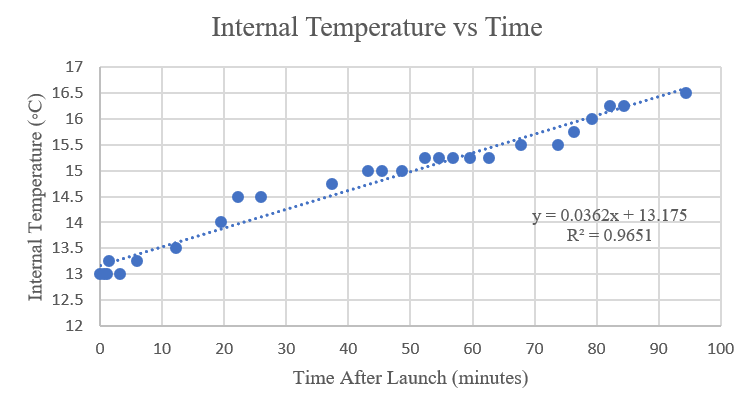 Internal Temperature vs Time
Internal Temperature (∘C)
17
16.5
16
15.5
15
14.5
14
13.5
13
12.5
12
y = 0.0362x + 13.175
R² = 0.9651
0 10 20 30 40 50 60 70 80 90 100
Time After Launch (minutes)